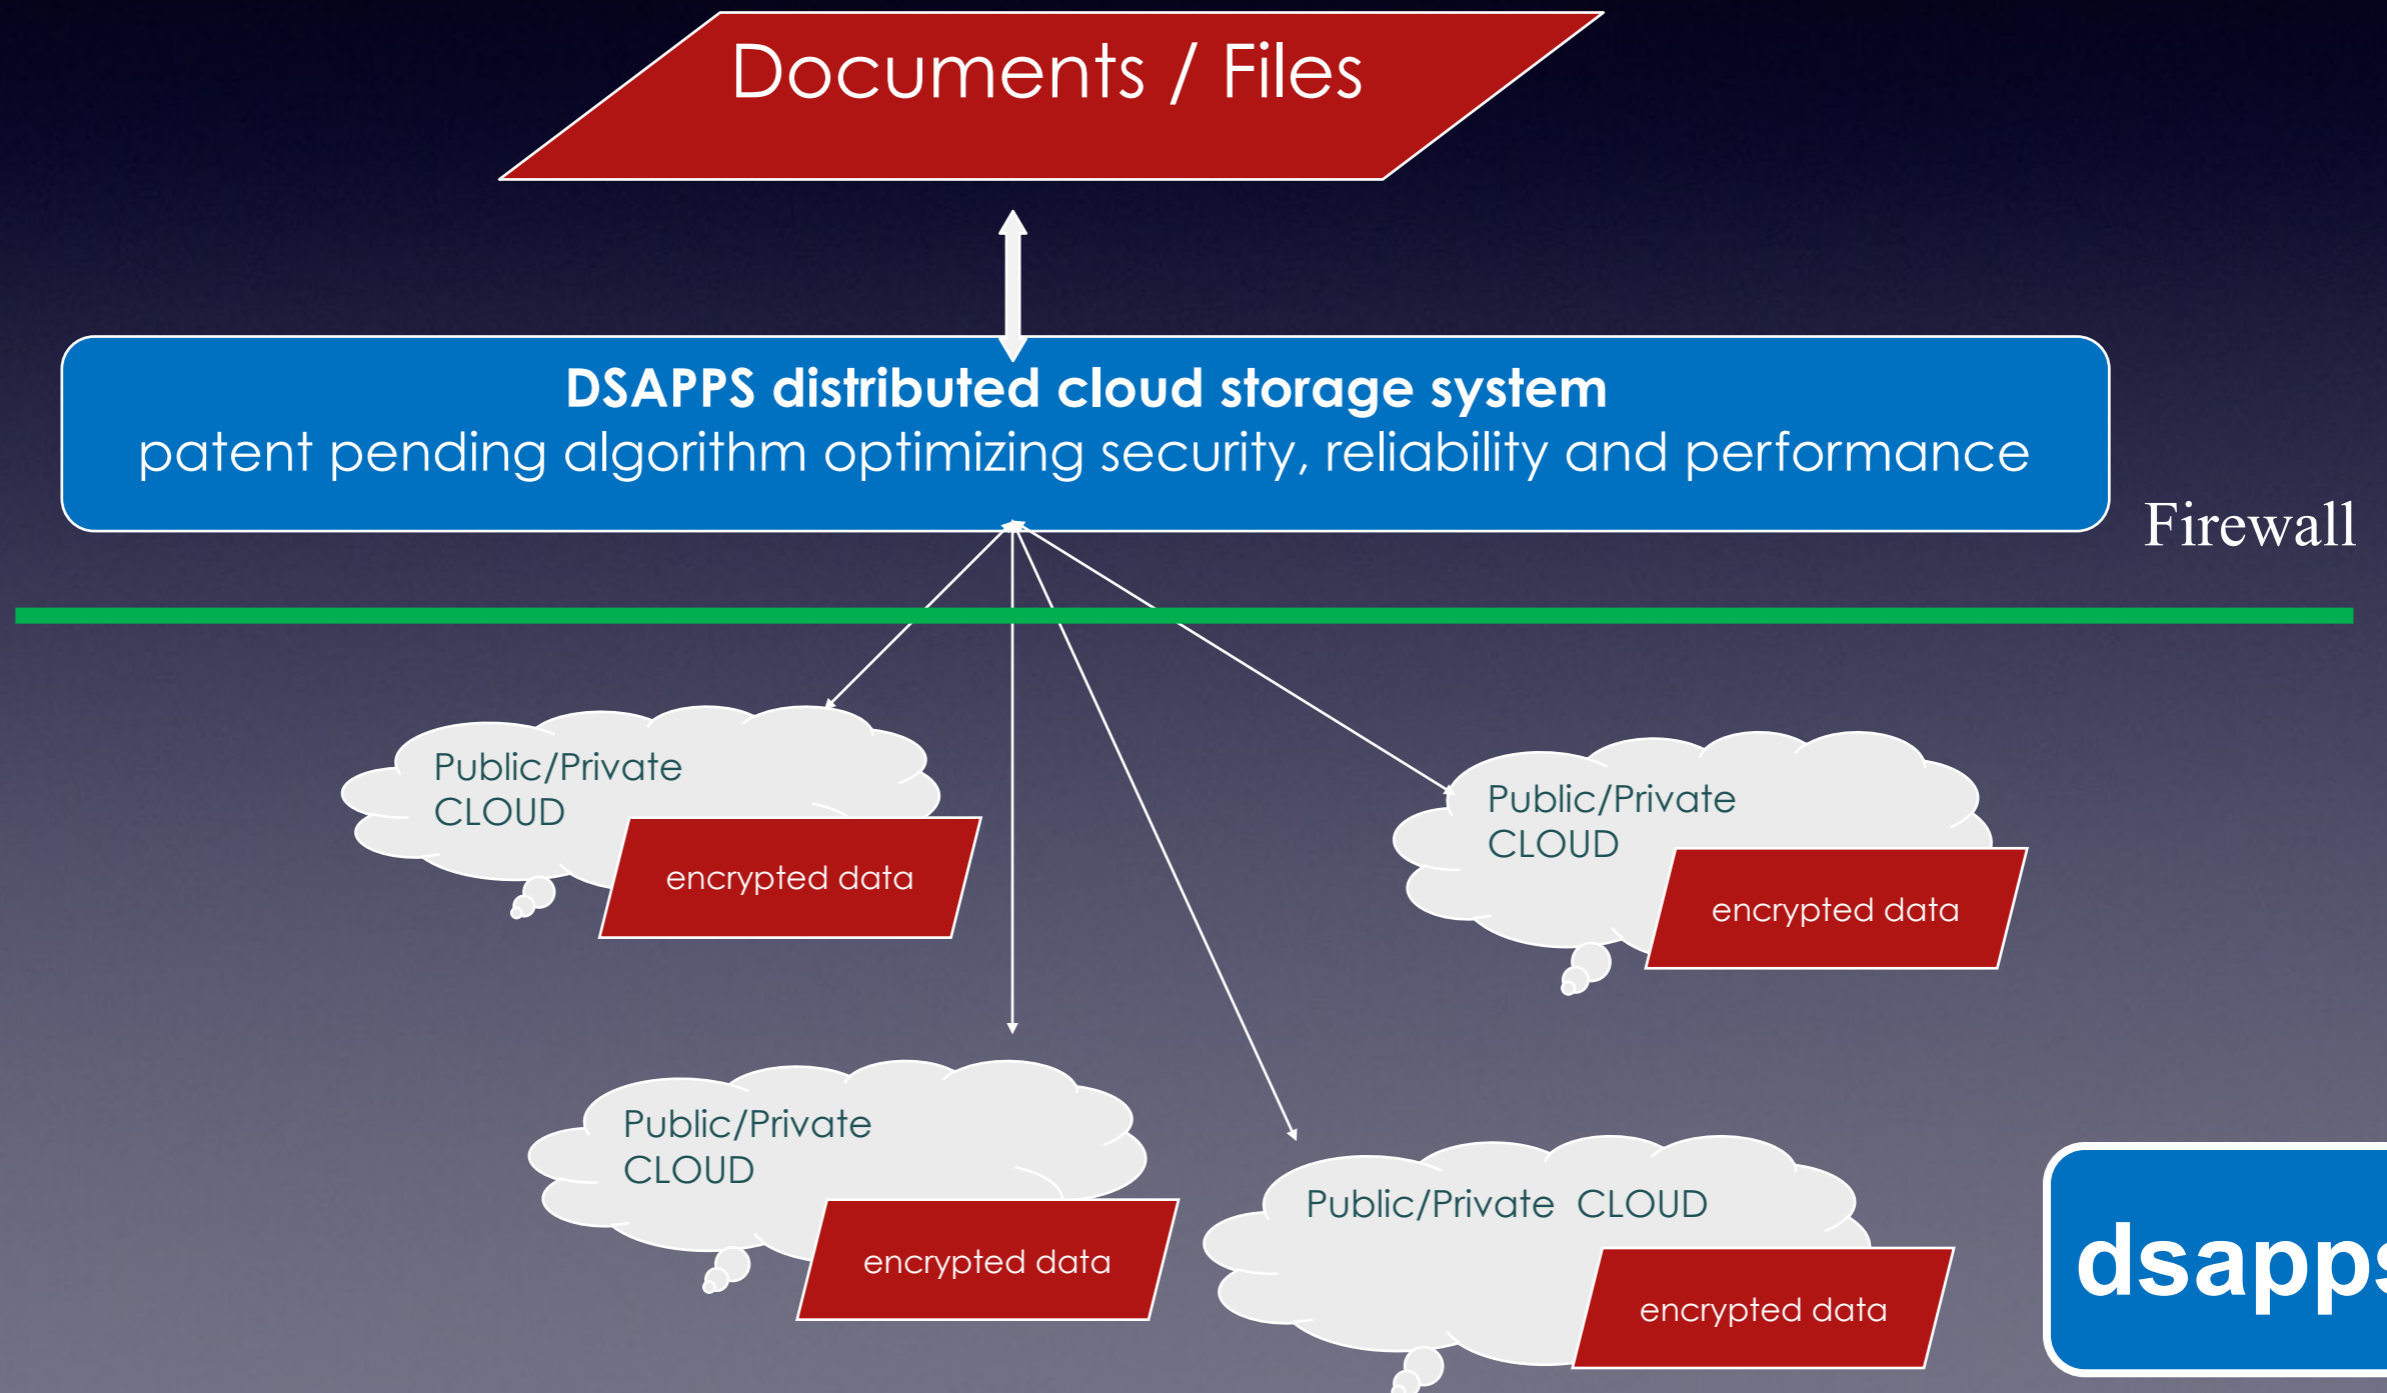 Documents / Files
DSAPPS distributed cloud storage system
patent pending algorithm optimizing security, reliability and performance
Firewall
Public/Private
CLOUD
encrypted data
Public/Private
CLOUD
encrypted data
Public/Private
CLOUD
encrypted data
Public/Private  CLOUD
encrypted data
dsapps